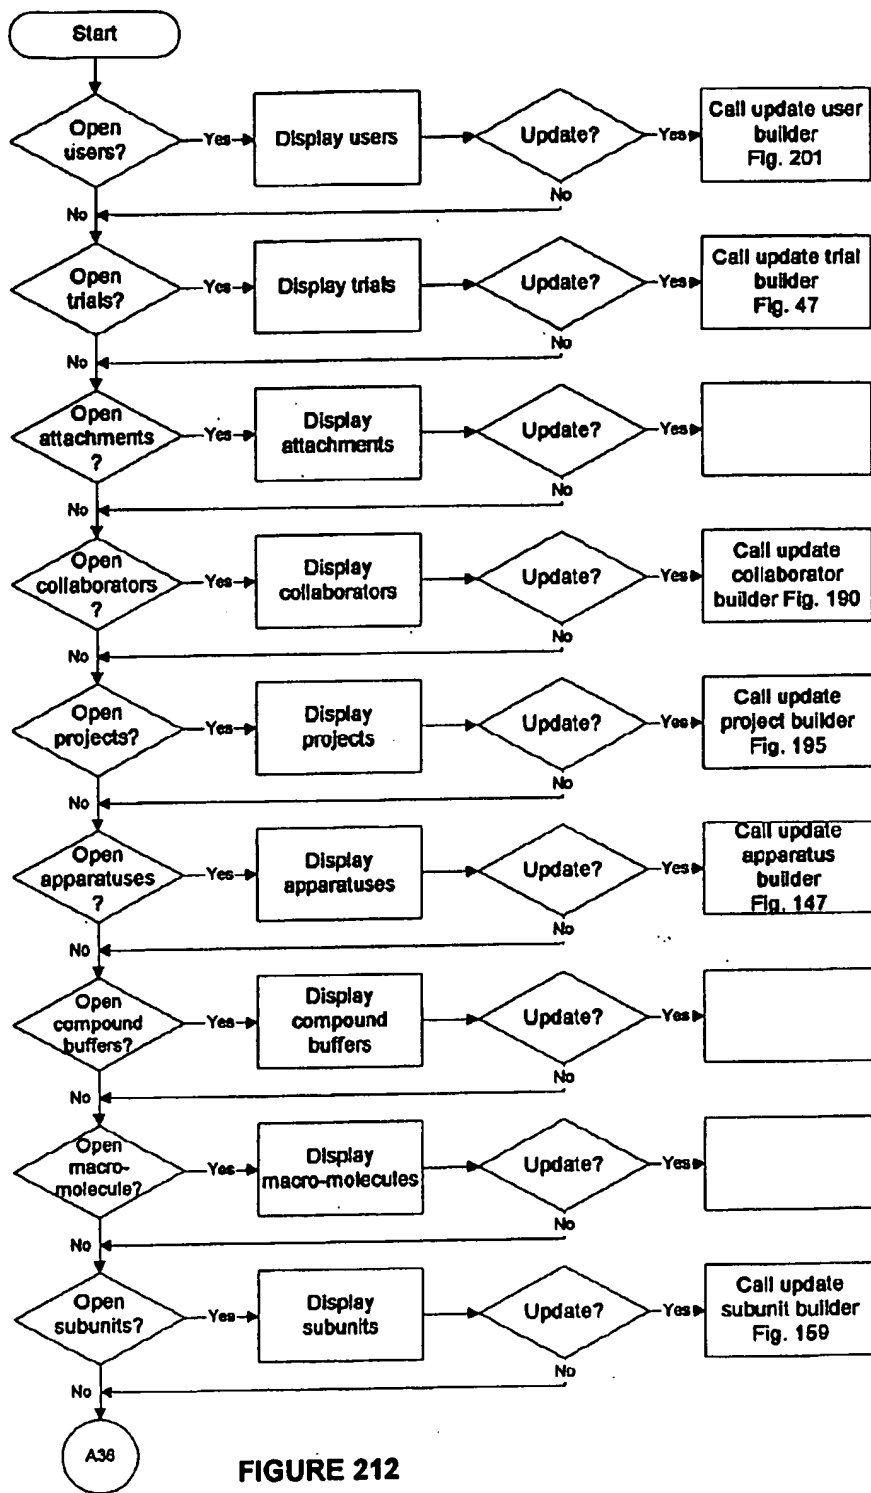 Start
Open
users?
Yes
Display users
Update?
Yes
Call update user
builder
Fig. 201
No
No
Open
trials?
Yes
Display trials
Update?
Yes
Call update trial
builder
Fig. 47
No
No
Open
attachments
?
Yes
Display
attachments
Update?
Yes
No
No
Open
collaborators
?
Yes
Display
collaborators
Update?
Yes
Call update
collaborator
builder Fig. 190
No
No
Open
projects?
Yes
Display
projects
Update?
Yes
Call update
project builder
Fig. 195
No
No
Open
apparatuses
?
Yes
Display
apparatuses
Update?
Yes
Call update
apparatus
builder
Fig. 147
No
No
Open
compound
buffers?
Yes
Display
compound
buffers
Update?
Yes
No
No
Open
macro-
molecule?
Yes
Display
macro-molecules
Update?
Yes
No
No
Open
subunits?
Yes
Display
subunits
Update?
Yes
Call update
subunit builder
Fig. 159
No
No
A36
FIGURE 212